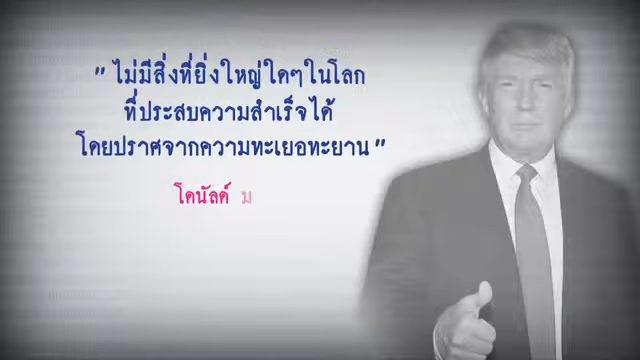 " ไม่มีสิ่งที่ยิ่งใหญ่ใดๆในโลก
ที่ประสบความสำเร็จได้
โดยปราศจากความทะเยอทะยาน "
โดนัลด์ ม